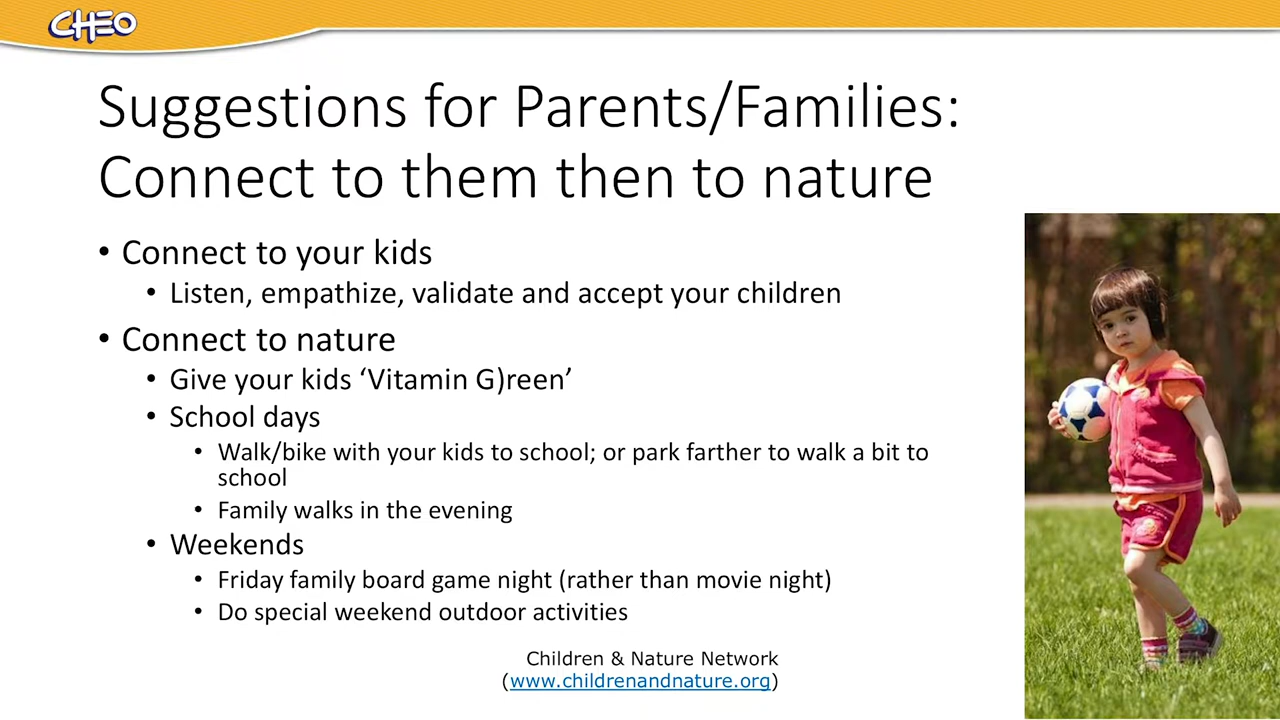 CHEO
Suggestions for Parents/Families:
Connect to them then to nature
• Connect to your kids
• Listen, empathize, validate and accept your children
• Connect to nature
• Give your kids ‘Vitamin G)reen’
• School days
• Walk/bike with your kids to school; or park farther to walk a bit to
school
• Family walks in the evening
• Weekends
• Friday family board game night (rather than movie night)
• Do special weekend outdoor activities
Children & Nature Network
(www.childrenandnature.org)